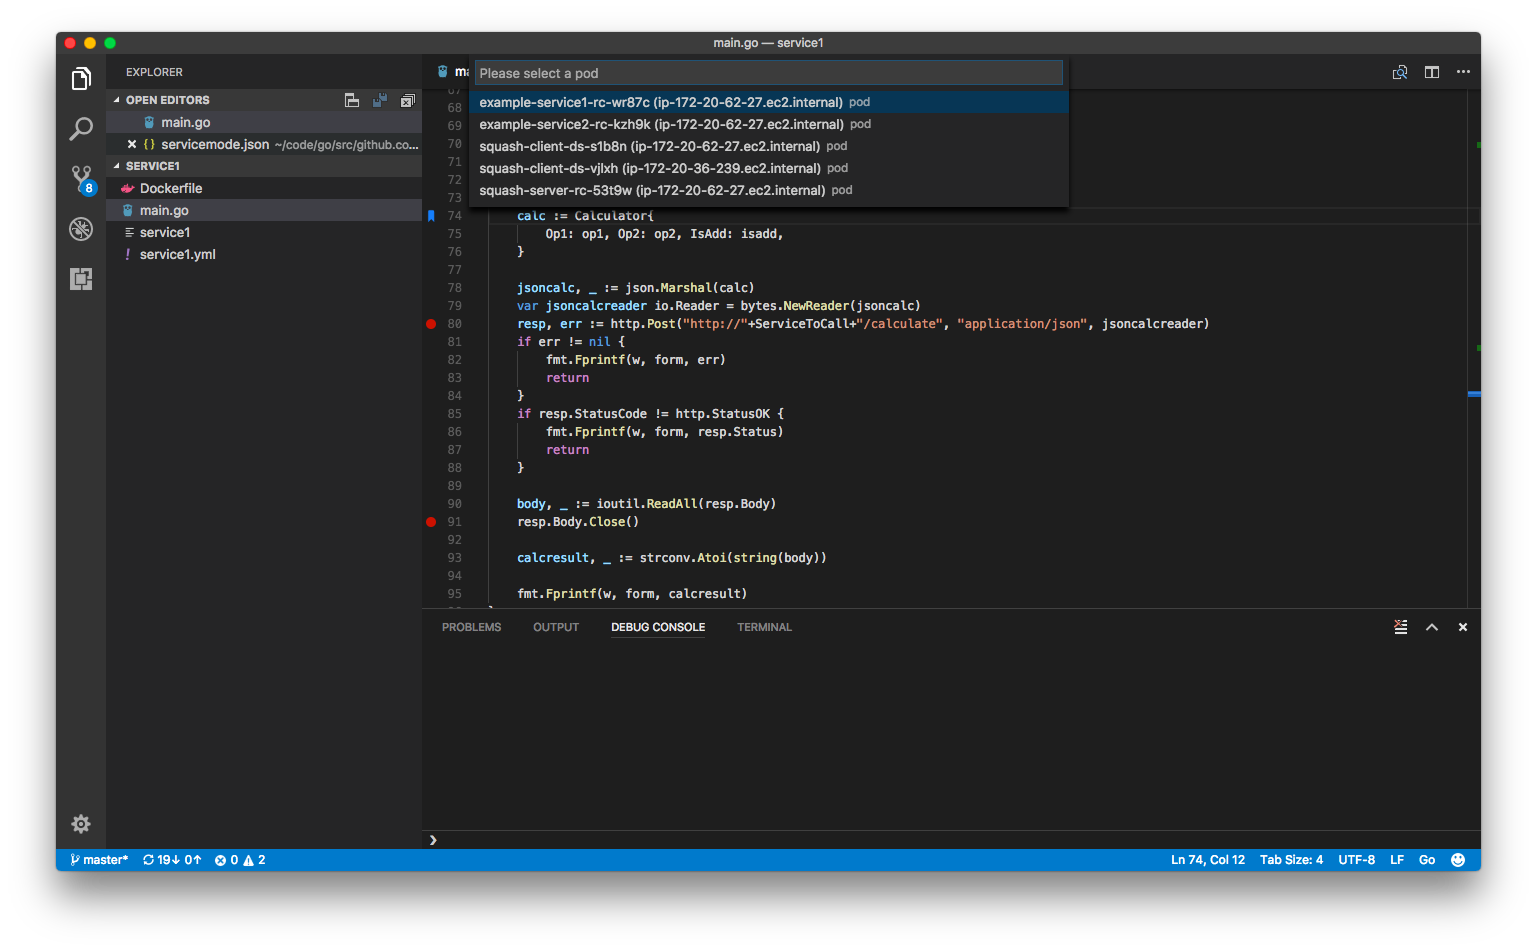 main.go — service1
EXPLORER
OPEN EDITORS
main.go
servicemode.json ~/code/go/src/github.co...
SERVICE1
Dockerfile
main.go
service1
service1.yml
8
Please select a pod
example-service1-rc-wr87c (ip-172-20-62-27.ec2.internal) pod
example-service2-rc-kzh9k (ip-172-20-62-27.ec2.internal) pod
squash-client-ds-s1b8n (ip-172-20-62-27.ec2.internal) pod
squash-client-ds-vjlxh (ip-172-20-36-239.ec2.internal) pod
squash-server-rc-53t9w (ip-172-20-62-27.ec2.internal) pod
67
68
69
70
71
72
73
74 calc := Calculator{
75 Op1: op1, Op2: op2, IsAdd: isadd,
76 }
77
78 jsoncalc, _ := json.Marshal(calc)
79 var jsoncalcreader io.Reader = bytes.NewReader(jsoncalc)
80 resp, err := http.Post("http://"+ServiceToCall+"/calculate", "application/json", jsoncalcreader)
81 if err != nil {
82 fmt.Fprintf(w, form, err)
83 return
84 }
85 if resp.StatusCode != http.StatusOK {
86 fmt.Fprintf(w, form, resp.Status)
87 return
88 }
89
90 body, _ := ioutil.ReadAll(resp.Body)
91 resp.Body.Close()
92
93 calcresult, _ := strconv.Atoi(string(body))
94
95 fmt.Fprintf(w, form, calcresult)
PROBLEMS OUTPUT DEBUG CONSOLE TERMINAL
master* 19↓ 0↑ 0 2 Ln 74, Col 12 Tab Size: 4 UTF-8 LF Go